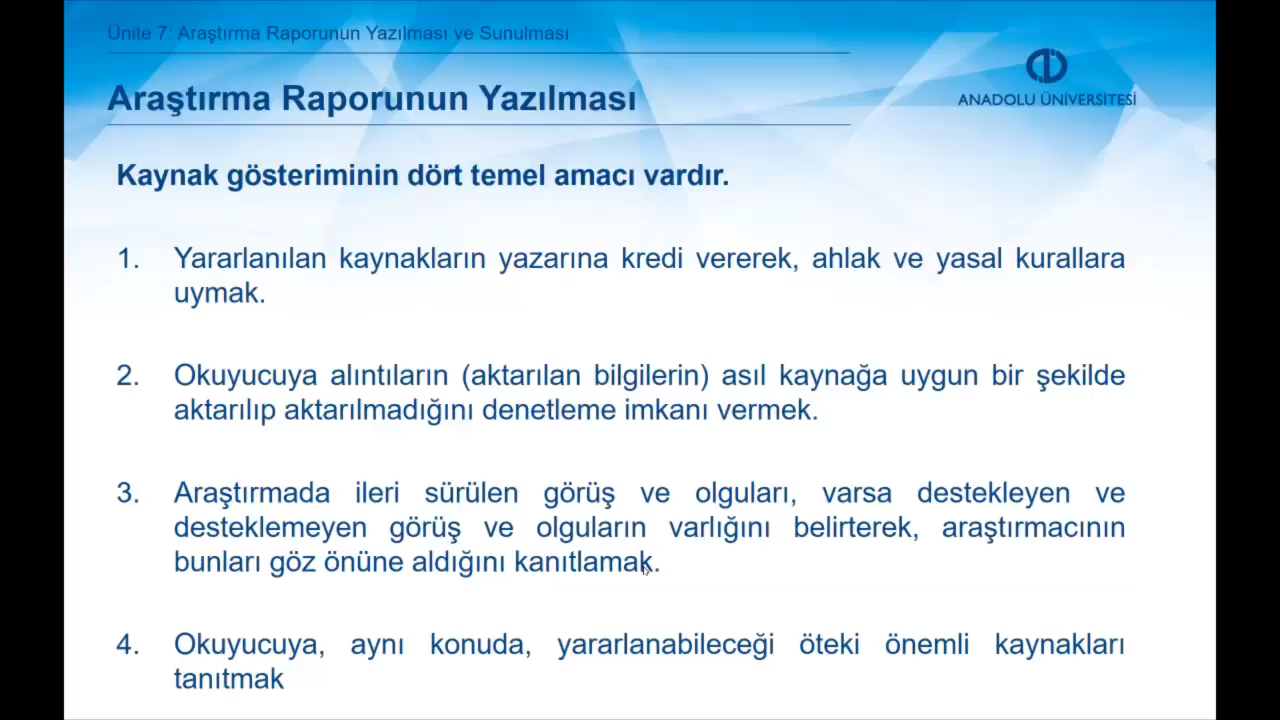 Ünite 7: Araştırma Raporunun Yazılması ve Sunulması
Araştırma Raporunun Yazılması
ANADOLU ÜNİVERSİTESİ
Kaynak gösteriminin dört temel amacı vardır.
1. Yararlanılan kaynakların yazarına kredi vererek, ahlak ve yasal kurallara
uymak.
2. Okuyucuya alıntıların (aktarılan bilgilerin) asıl kaynağa uygun bir şekilde
aktarılıp aktarılmadığını denetleme imkanı vermek.
3. Araştırmada ileri sürülen görüş ve olguları, varsa destekleyen ve
desteklemeyen görüş ve olguların varlığını belirterek, araştırmacının
bunları göz önüne aldığını kanıtlamak.
4. Okuyucuya, aynı konuda, yararlanabileceği öteki önemli kaynakları
tanıtmak